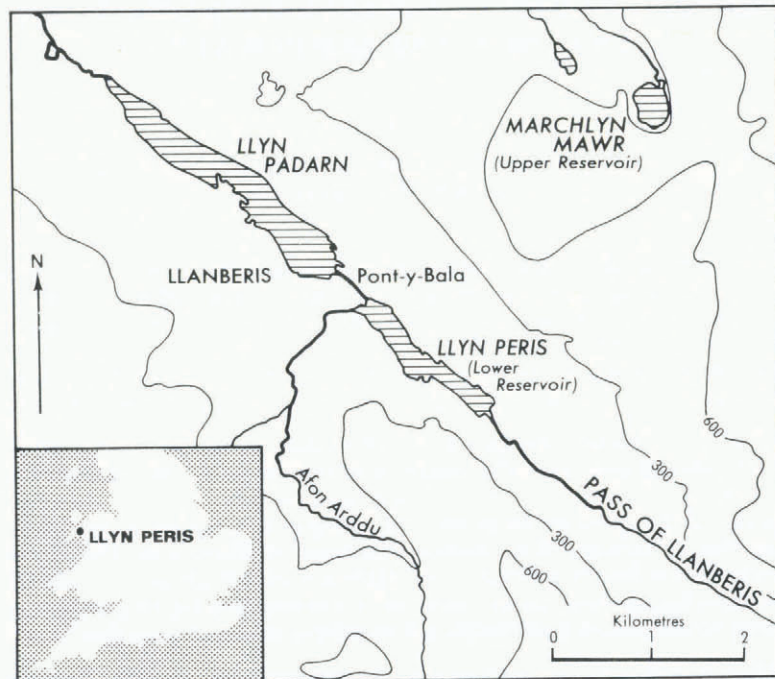 LLYN
PADARN
MARCHLYN
MAWR
(Upper Reservoir)
N
LLANBERIS
Pont-y-Bala
LLYN PERIS
(Lower
Reservoir)
600
300
Afon Arddu
PASS OF LLANBERIS
300
600
LLYN PERIS
Kilometres
0 1 2